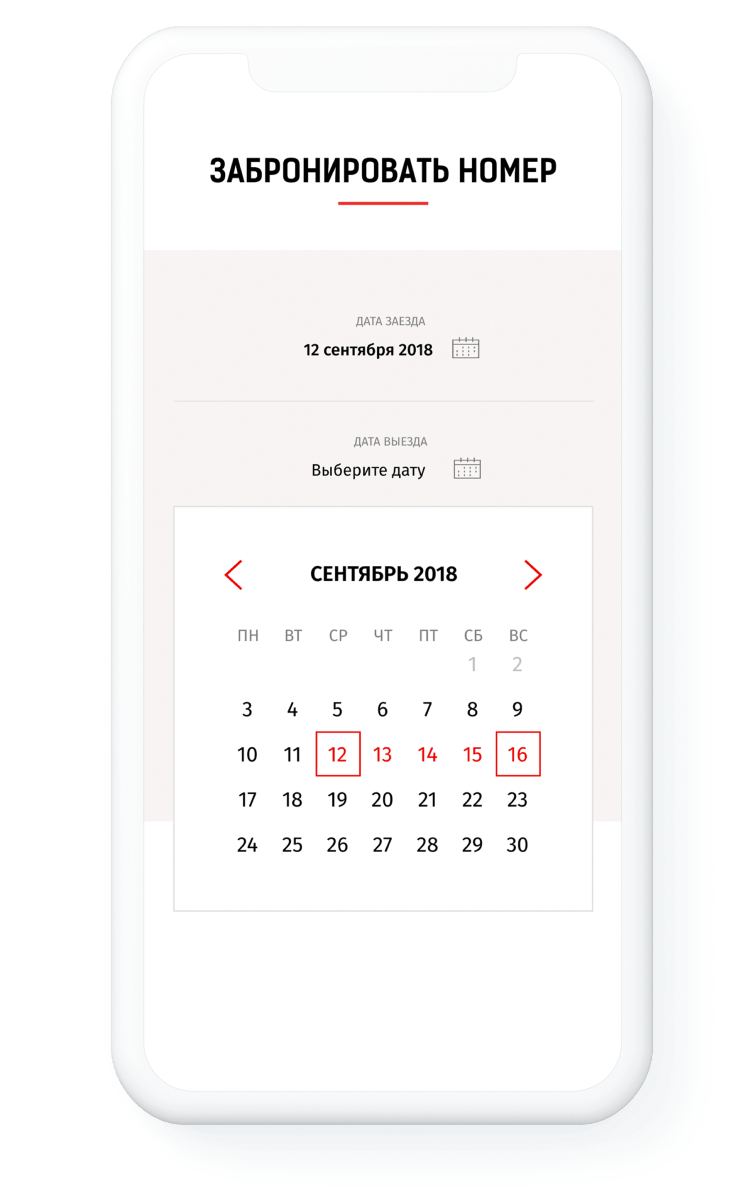 ЗАБРОНИРОВАТЬ НОМЕР
ДАТА ЗАЕЗДА
12 сентября 2018
ДАТА ВЫЕЗДА
Выберите дату
СЕНТЯБРЬ 2018
ПН ВТ СР ЧТ ПТ СБ ВС
1 2
3 4 5 6 7 8 9
10 11 12 13 14 15 16
17 18 19 20 21 22 23
24 25 26 27 28 29 30